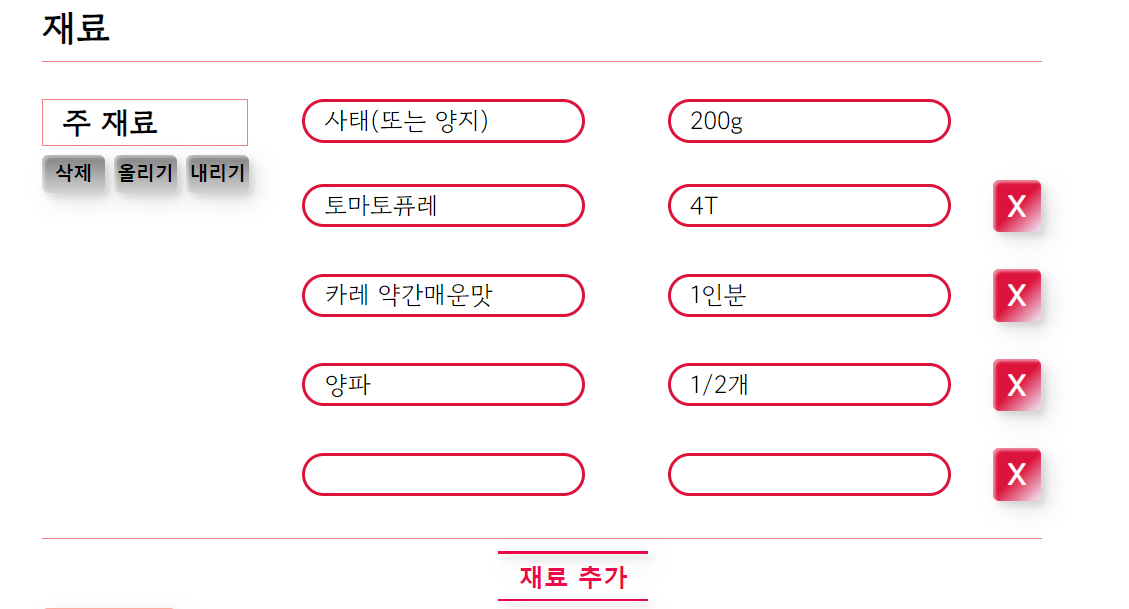 재료
주 재료
사태(또는 양지) 200g
삭제 올리기 내리기
토마토퓨레 4T X
카레 약간매운맛 1인분 X
양파 1/2개 X
X
재료 추가